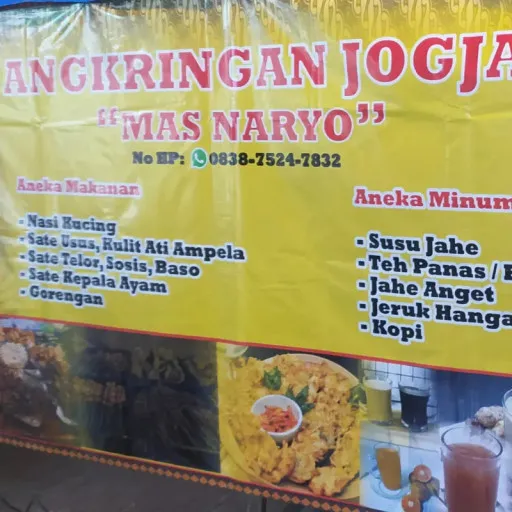 ANGKRINGAN JOGJA
"MAS NARYO"
No HP: 0838-7524-7832
Aneka Makanan
- Nasi Kucing
- Sate Usus, Kulit Ati Ampela
- Sate Telor, Sosis, Baso
- Sate Kepala Ayam
- Gorengan
Aneka Minum
- Susu Jahe
- Teh Panas /
- Jahe Anget
- Jeruk Hanga
- Kopi